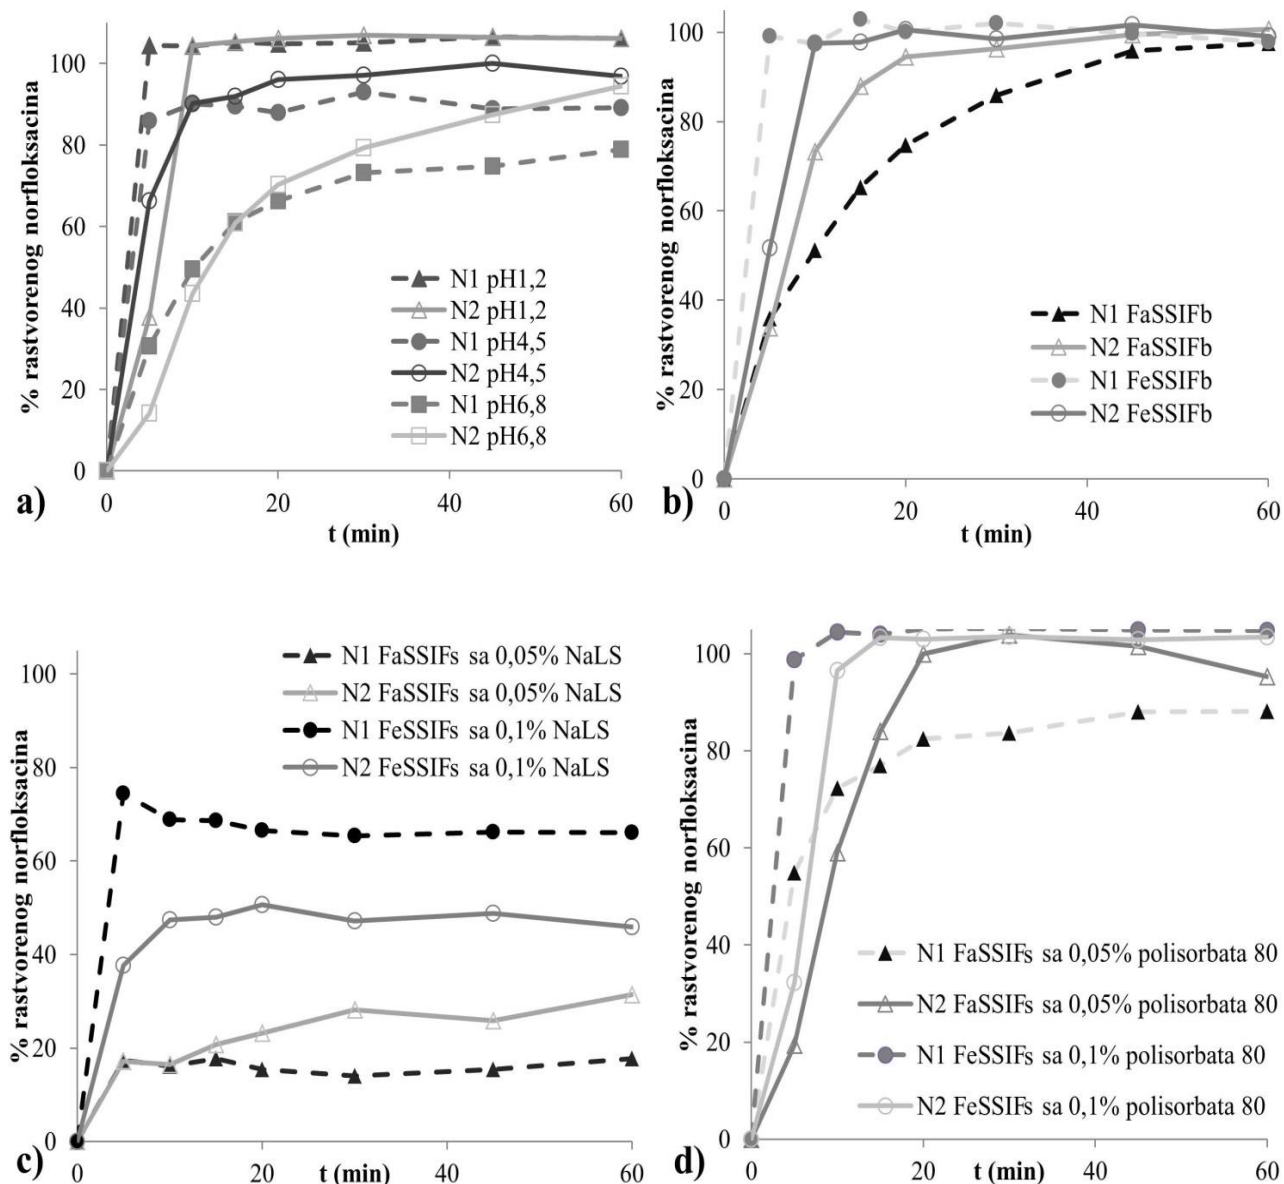 100
80
60
40
20
0
% rastvorenog norfloksacina
N1 pH1,2
N2 pH1,2
N1 pH4,5
N2 pH4,5
N1 pH6,8
N2 pH6,8
0 20 40 60
t (min)
a)
100
80
60
40
20
0
% rastvorenog norfloksacina
N1 FaSSIFb
N2 FaSSIFb
N1 FeSSIFb
N2 FeSSIFb
0 20 40 60
t (min)
b)
100
80
60
40
20
0
% rastvorenog norfloksacina
N1 FaSSIFs sa 0,05% NaLS
N2 FaSSIFs sa 0,05% NaLS
N1 FeSSIFs sa 0,1% NaLS
N2 FeSSIFs sa 0,1% NaLS
0 20 40 60
t (min)
c)
100
80
60
40
20
0
% rastvorenog norfloksacina
N1 FaSSIFs sa 0,05% polisorbata 80
N2 FaSSIFs sa 0,05% polisorbata 80
N1 FeSSIFs sa 0,1% polisorbata 80
N2 FeSSIFs sa 0,1% polisorbata 80
0 20 40 60
t (min)
d)